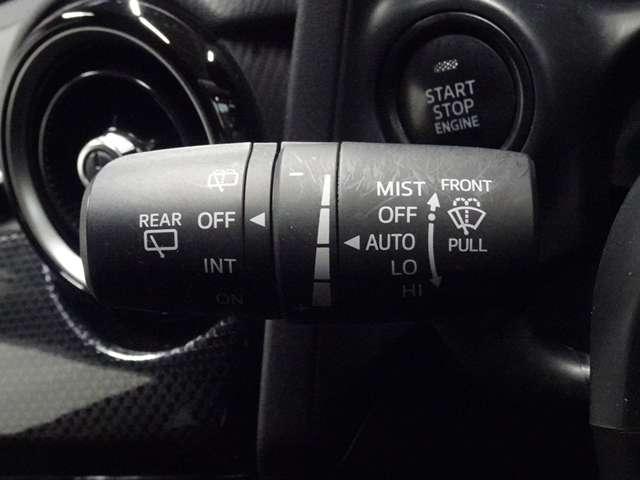 START
STOP
ENGINE
REAR
OFF
INT
ON
MIST
OFF
AUTO
LO
HI
FRONT
PULL